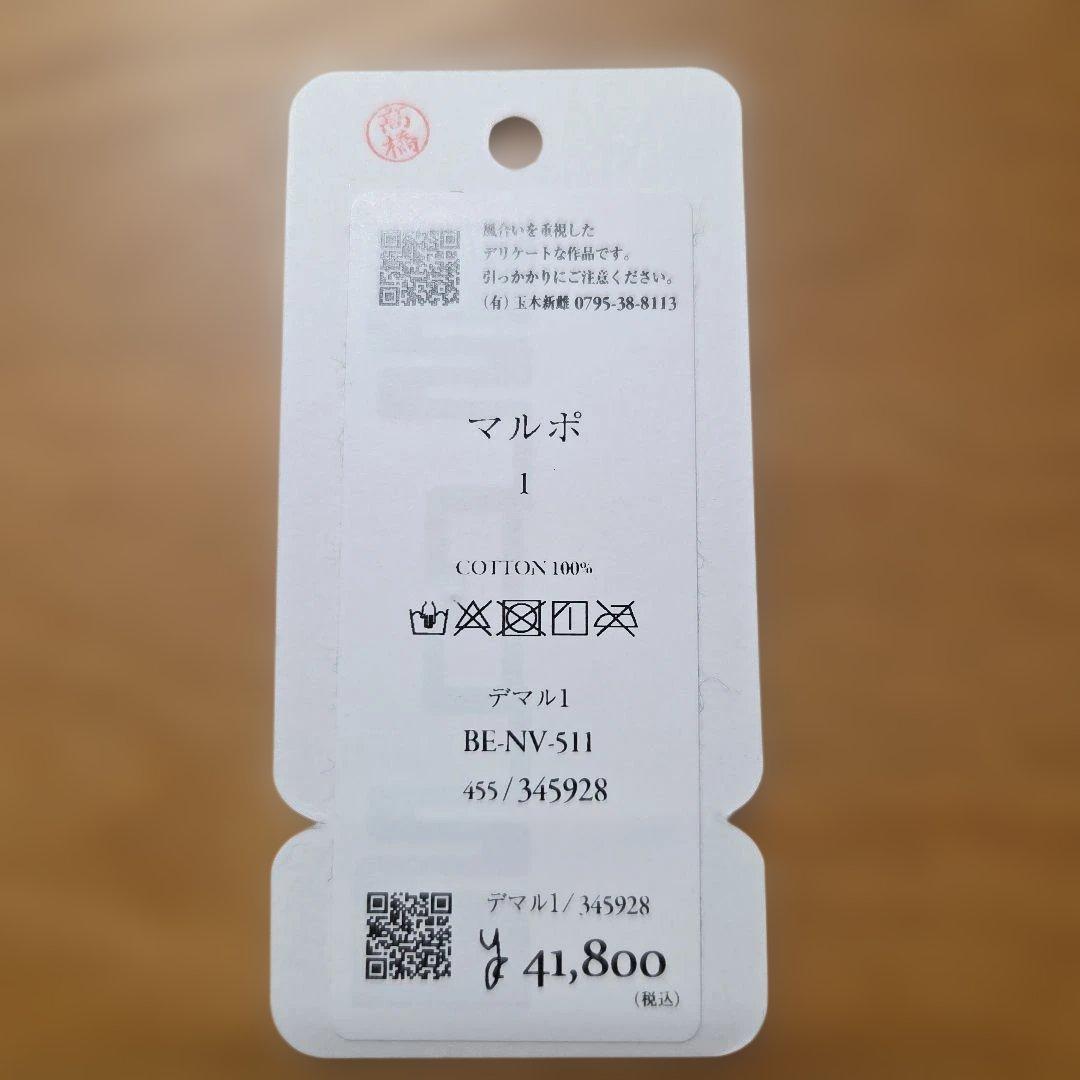 高橋
風合いを重視した
デリケートな作品です。
引っかかりにご注意ください。
(有) 玉木新雌 0795-38-8113
マルポ
1
COTTON 100%
デマル1
BE-NV-511
455 / 345928
デマル1 / 345928
¥ 41,800
(税込)